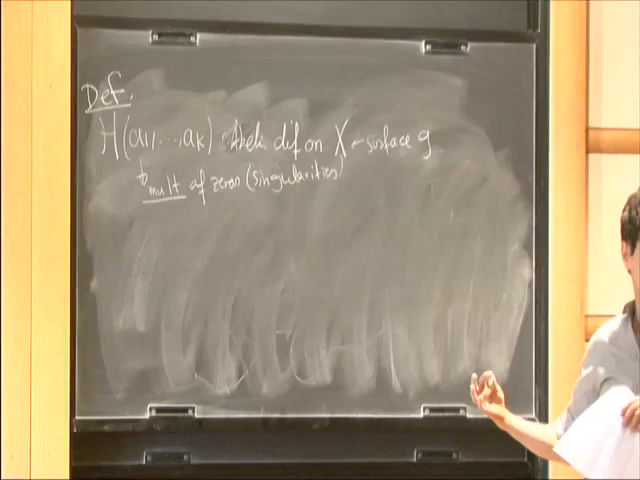 Def.
H(a1, ..., aK) Abeli. dif on X - surface g
mult of zeros (singularities)